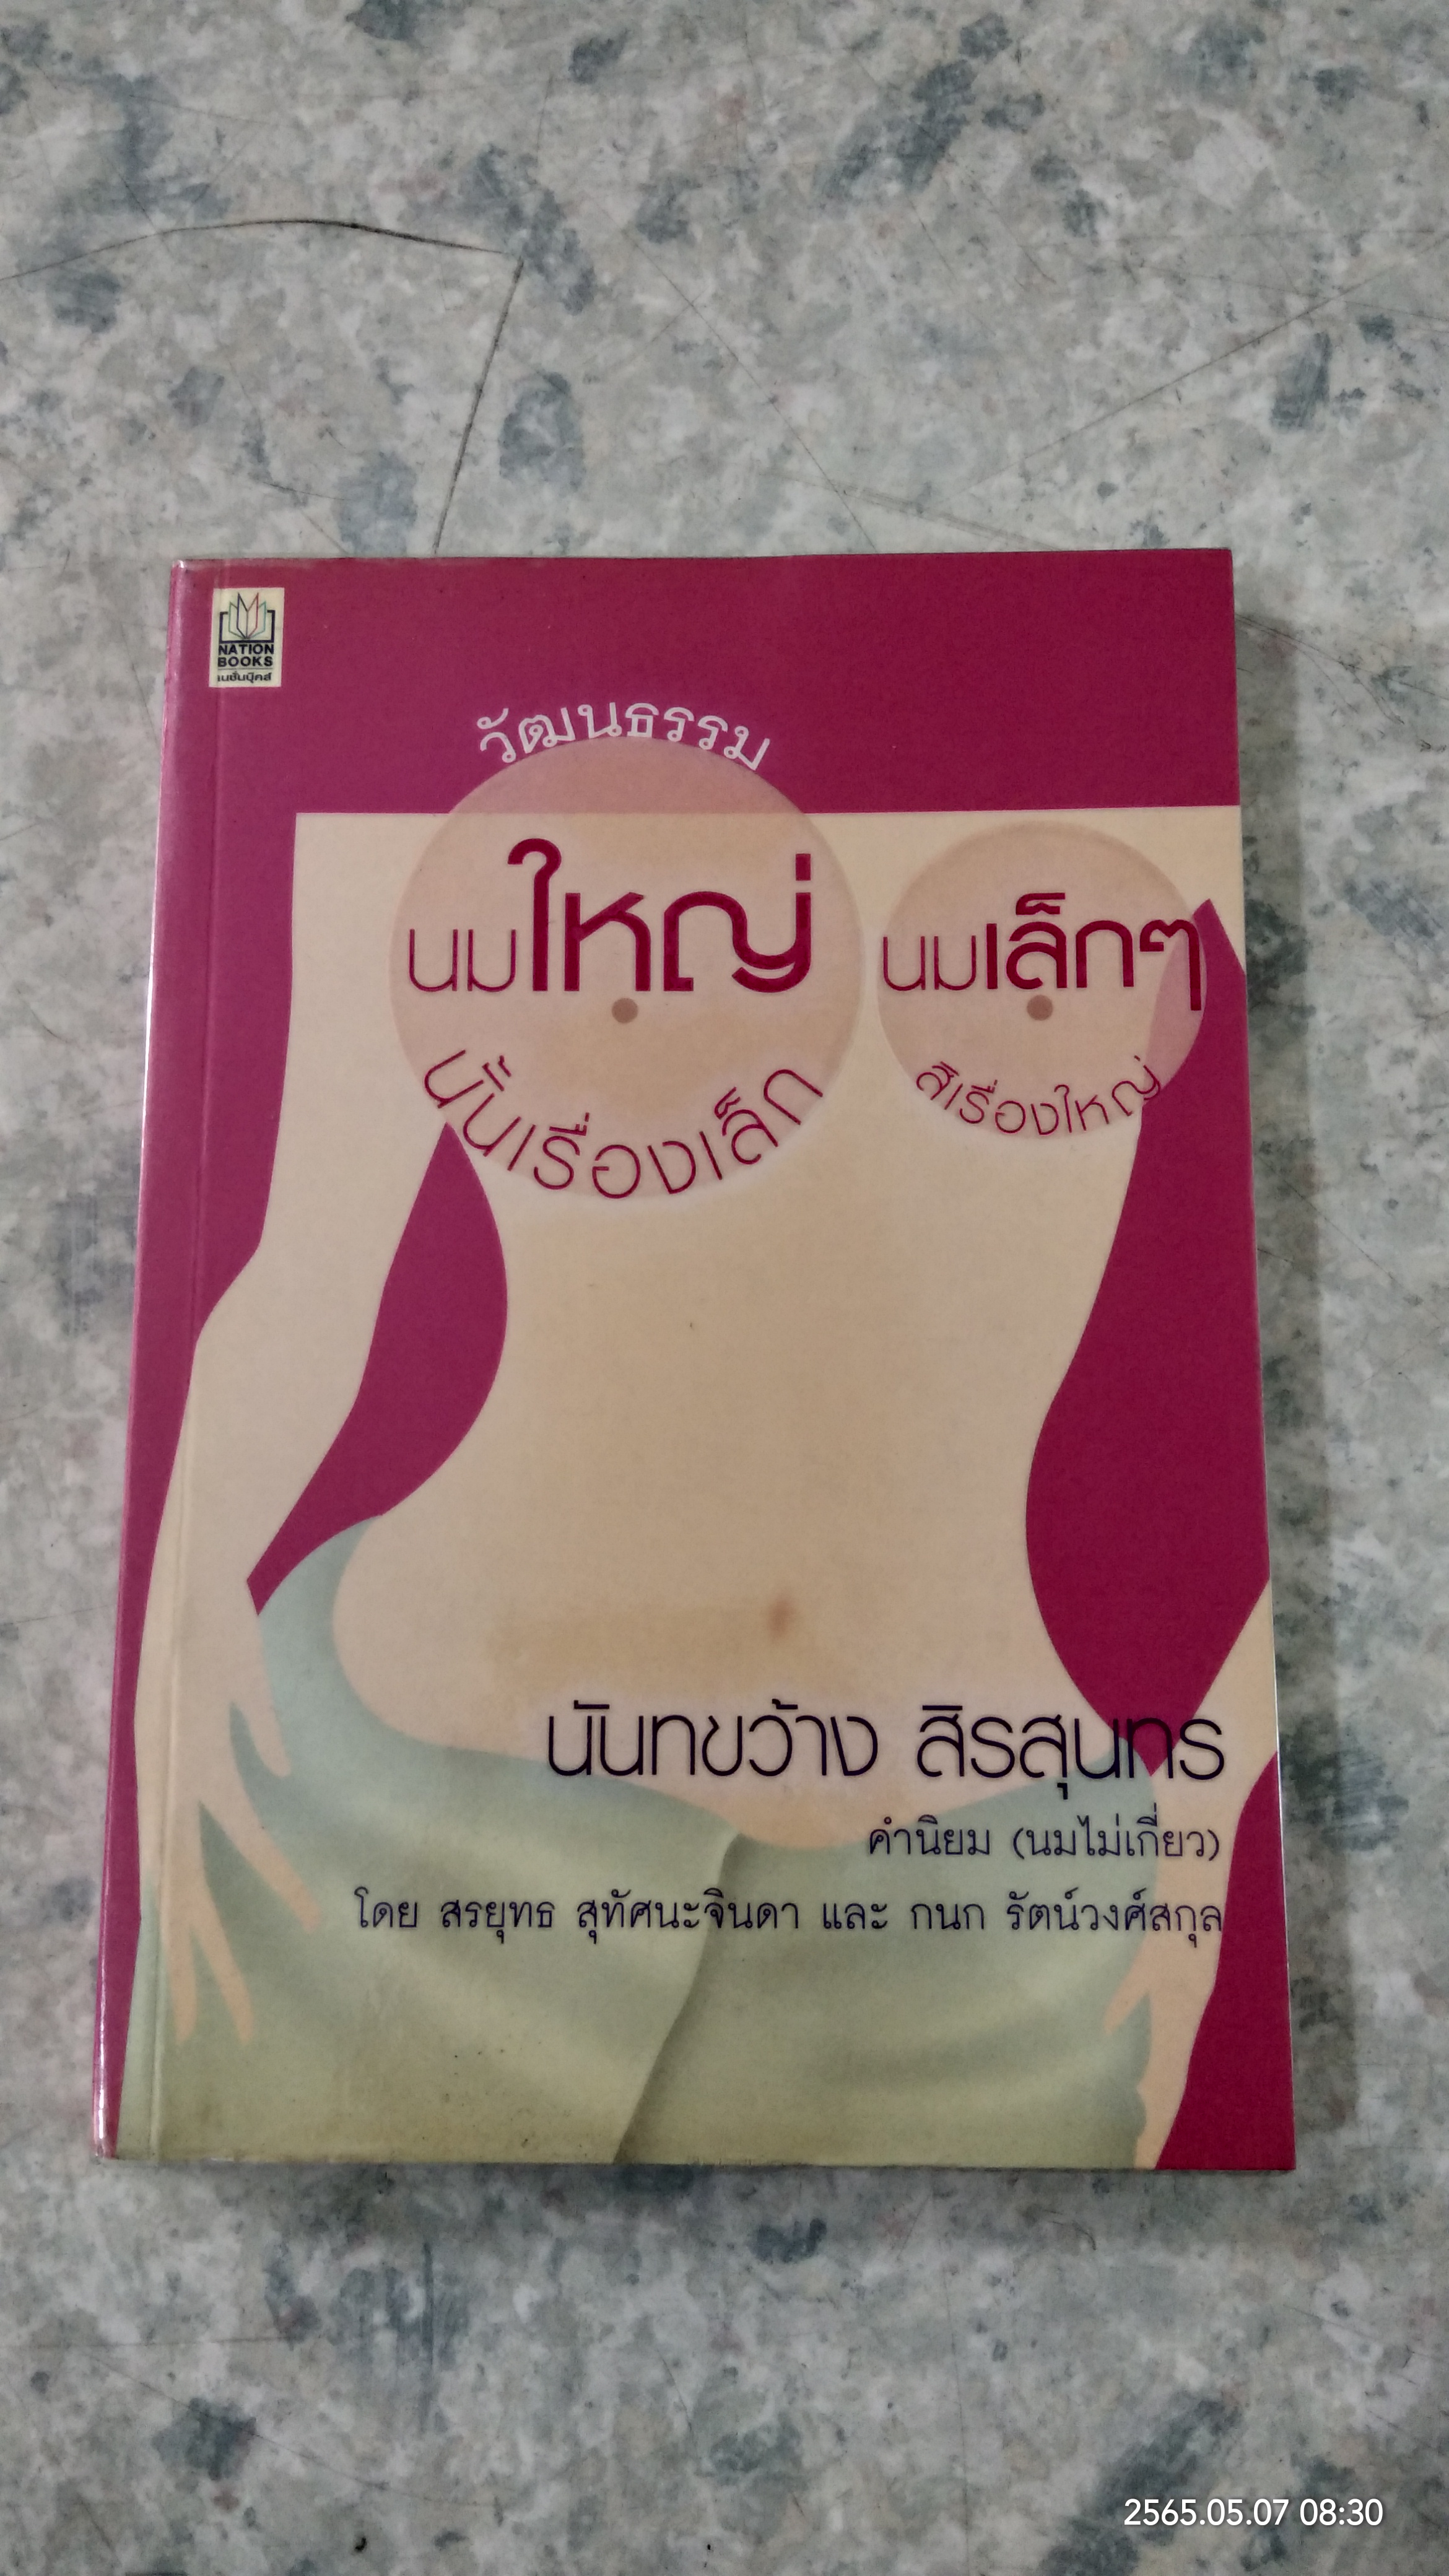 NATION
BOOKS
เนชั่นบุ๊คส์
วัฒนธรรม
นมใหญ่
นั้นเรื่องเล็ก
นมเล็กๆ
สิเรื่องใหญ่
นันทขว้าง สิรสุนทร
คำนิยม (นมไม่เกี่ยว)
โดย สรยุทธ สุทัศนะจินดา และ กนก รัตน์วงศ์สกุล
2565.05.07 08:30